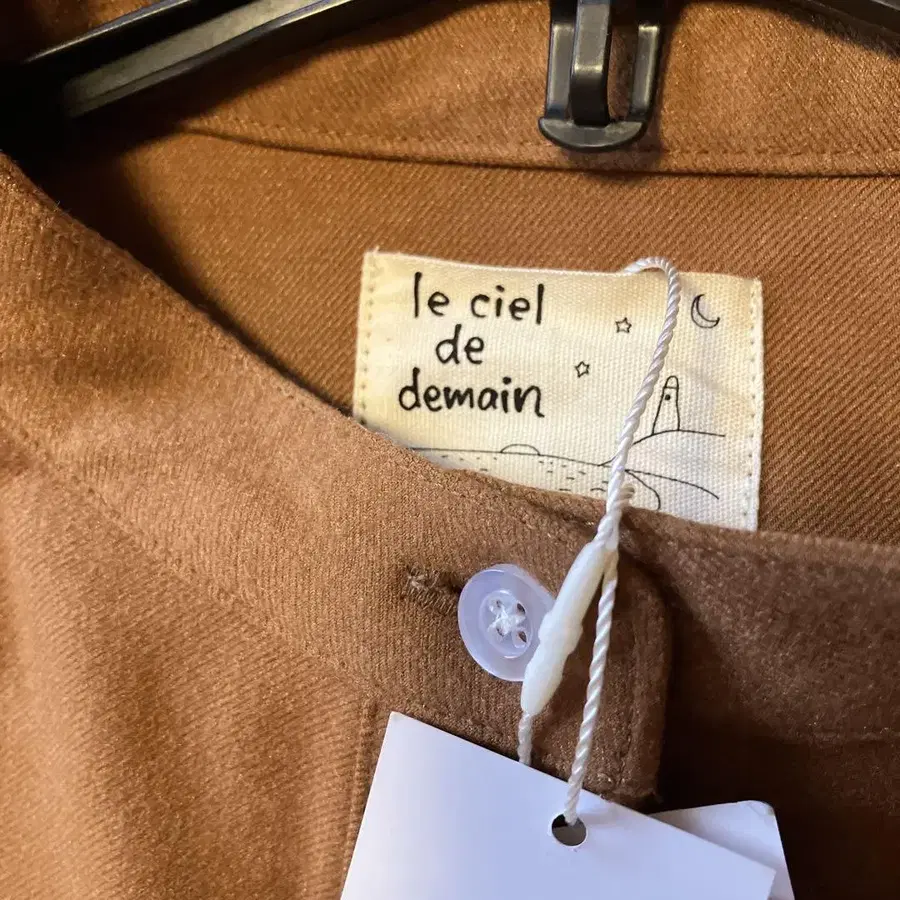 le ciel
de
demain